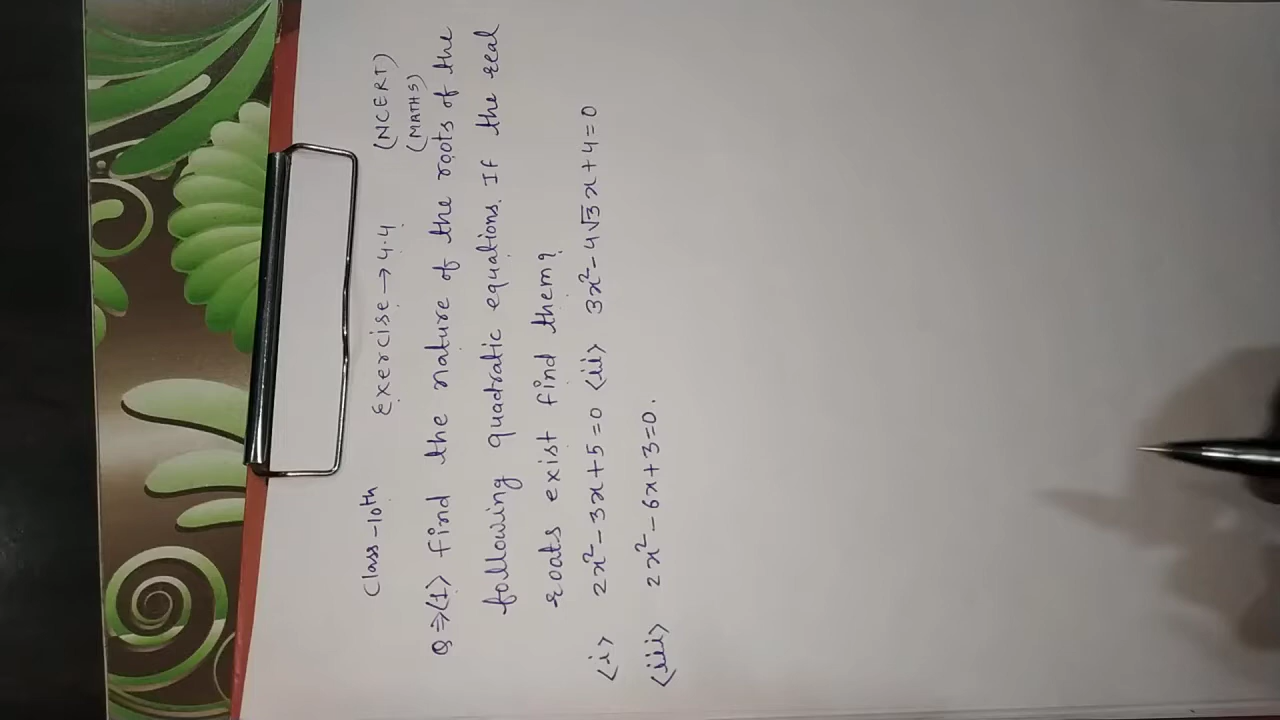 Class-10th Exercise → 4.4 (NCERT)
(MATHS)
Q ⇒ (1) find the nature of the roots of the
following quadratic equations. If the real
roots exist find them?
(i) 2x² - 3x + 5 = 0 (ii) 3x² - 4√3x + 4 = 0
(iii) 2x² - 6x + 3 = 0.